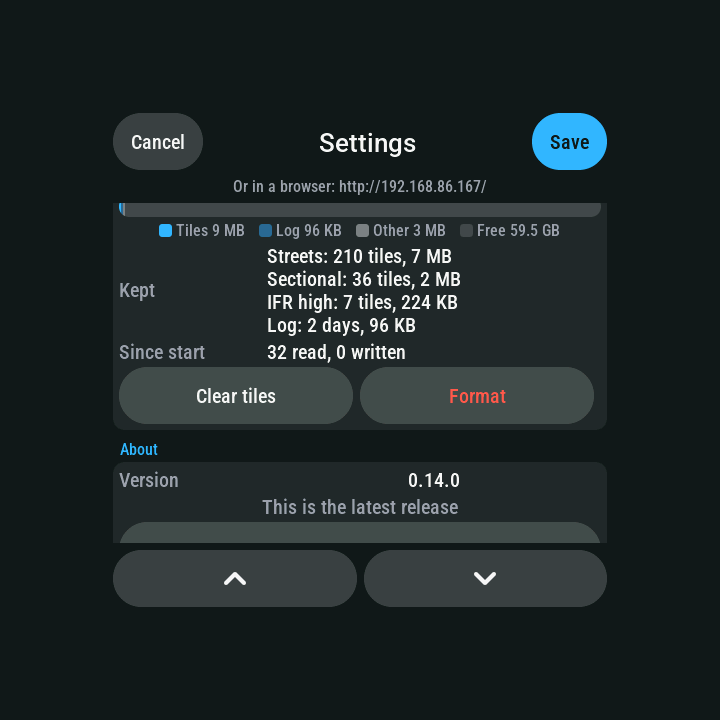 Cancel
Settings
Save
Or in a browser: http://192.168.86.167/
Tiles 9 MB
Log 96 KB
Other 3 MB
Free 59.5 GB
Kept
Streets: 210 tiles, 7 MB
Sectional: 36 tiles, 2 MB
IFR high: 7 tiles, 224 KB
Log: 2 days, 96 KB
Since start
32 read, 0 written
Clear tiles
Format
About
Version
0.14.0
This is the latest release